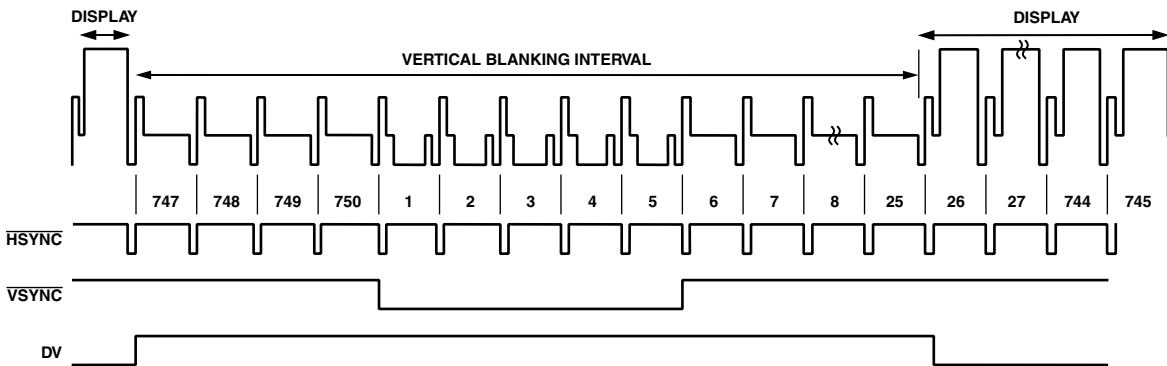 DISPLAY
DISPLAY
VERTICAL BLANKING INTERVAL
747 748 749 750 1 2 3 4 5 6 7 8 25 26 27 744 745
HSYNC
VSYNC
DV